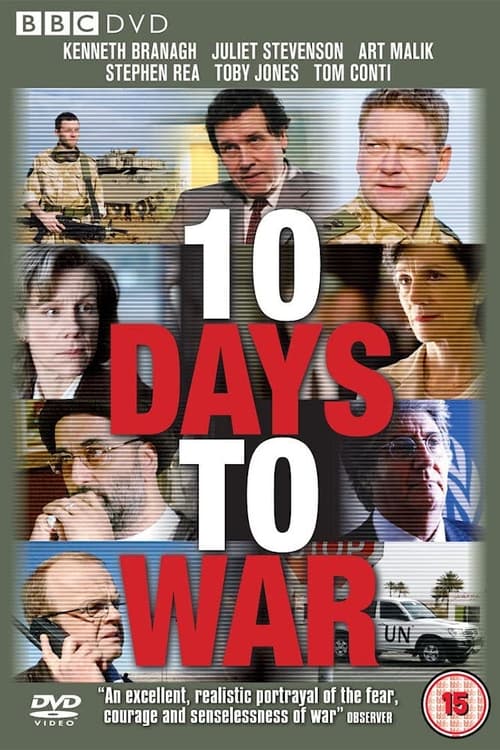 BBC DVD
KENNETH BRANAGH JULIET STEVENSON ART MALIK
STEPHEN REA TOBY JONES TOM CONTI
10
DAYS
TO
WAR
UN
DVD
VIDEO
"An excellent, realistic portrayal of the fear,
courage and senselessness of war" OBSERVER
15